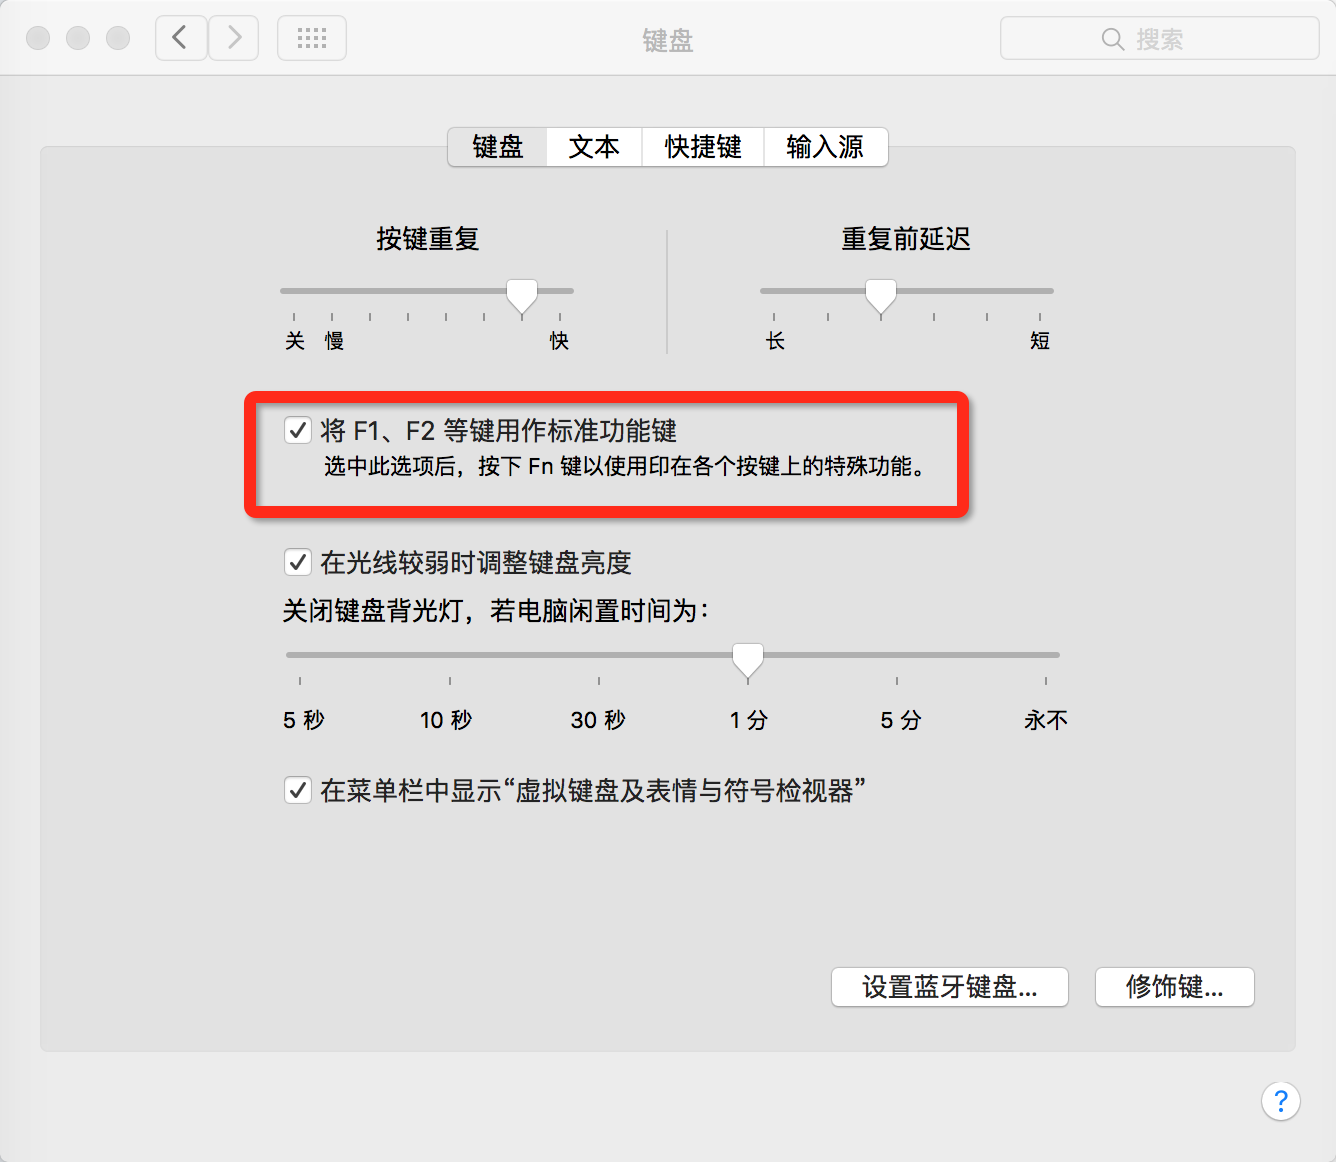 键盘
搜索
键盘 文本 快捷键 输入源
按键重复 重复前延迟
关 慢 快 长 短
将 F1、F2 等键用作标准功能键
选中此选项后，按下 Fn 键以使用印在各个按键上的特殊功能。
在光线较弱时调整键盘亮度
关闭键盘背光灯，若电脑闲置时间为：
5 秒 10 秒 30 秒 1 分 5 分 永不
在菜单栏中显示“虚拟键盘及表情与符号检视器”
设置蓝牙键盘... 修饰键...
?